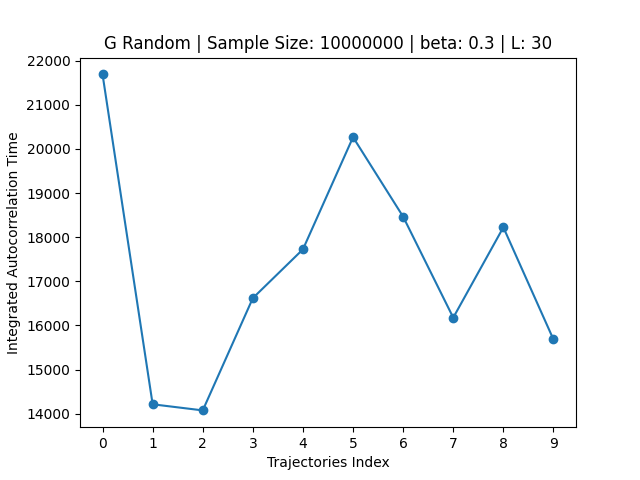 G Random | Sample Size: 10000000 | beta: 0.3 | L: 30
22000
21000
20000
19000
18000
17000
16000
15000
14000
Integrated Autocorrelation Time
0 1 2 3 4 5 6 7 8 9
Trajectories Index